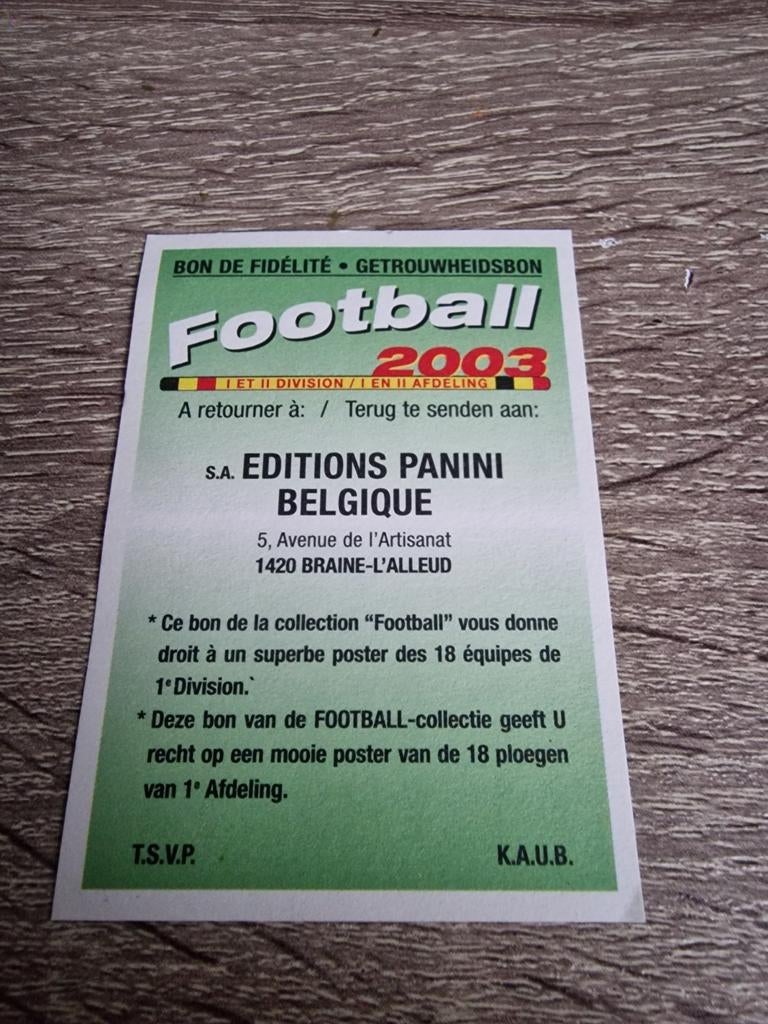 BON DE FIDÉLITÉ • GETROUWHEIDSBON
Football
2003
I ET II DIVISION / I EN II AFDELING
A retourner à: / Terug te senden aan:
S.A. EDITIONS PANINI
BELGIQUE
5, Avenue de l'Artisanat
1420 BRAINE-L'ALLEUD
* Ce bon de la collection "Football" vous donne
droit à un superbe poster des 18 équipes de
1e Division.`
* Deze bon van de FOOTBALL-collectie geeft U
recht op een mooie poster van de 18 ploegen
van 1e Afdeling.
T.S.V.P. K.A.U.B.